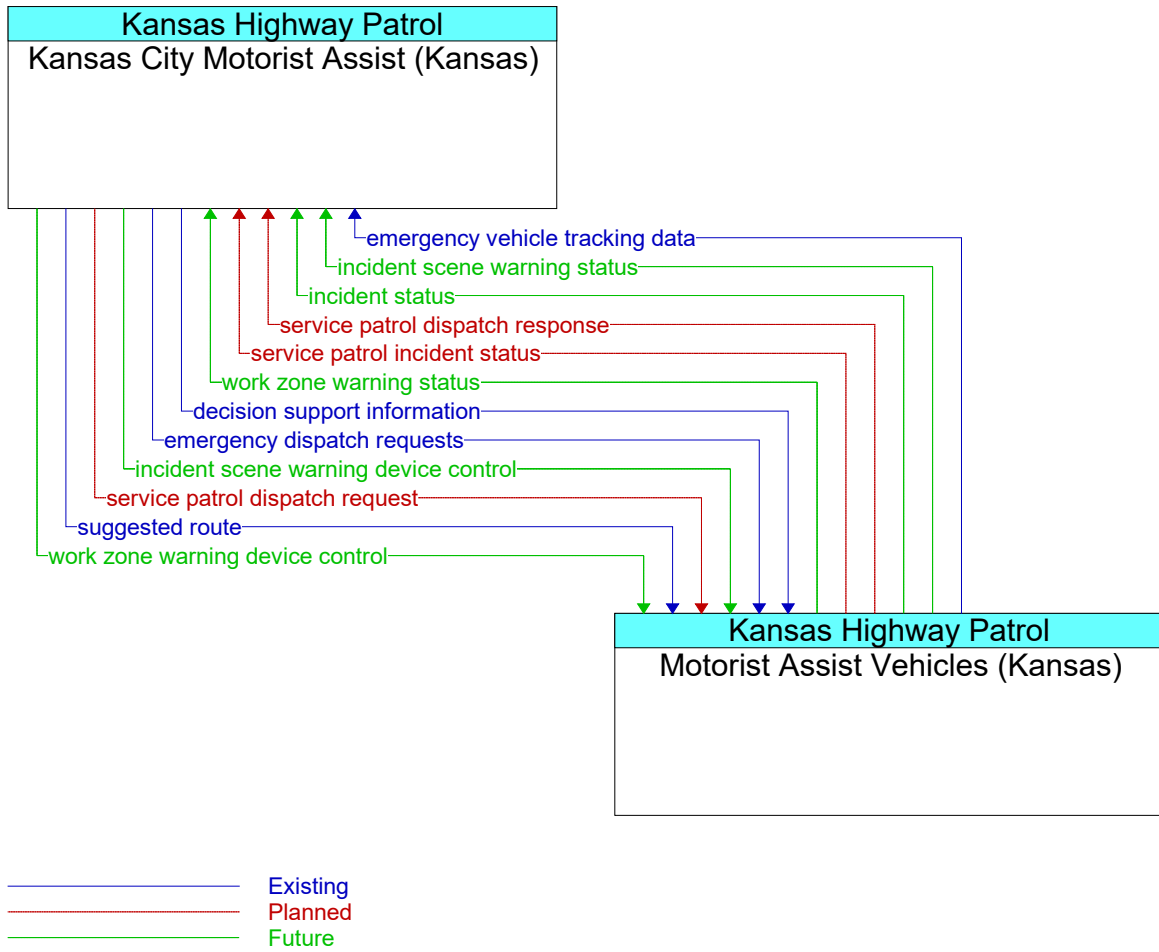 Kansas Highway Patrol
Kansas City Motorist Assist (Kansas)
emergency vehicle tracking data
incident scene warning status
incident status
service patrol dispatch response
service patrol incident status
work zone warning status
decision support information
emergency dispatch requests
incident scene warning device control
service patrol dispatch request
suggested route
work zone warning device control
Kansas Highway Patrol
Motorist Assist Vehicles (Kansas)
Existing
Planned
Future